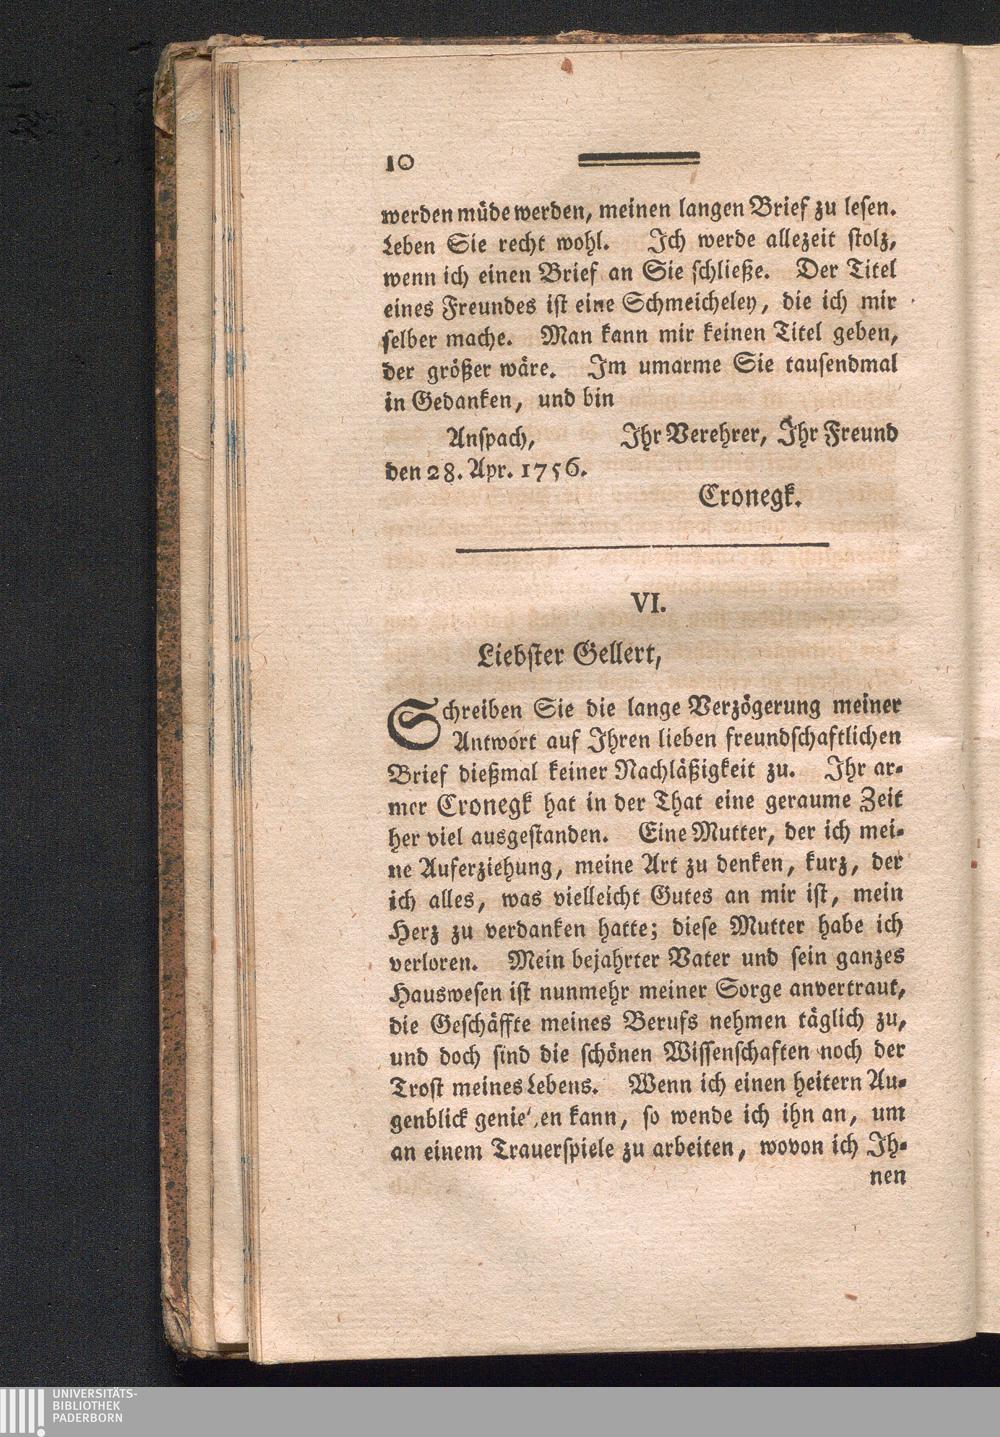 10
werden müde werden, meinen langen Brief zu lesen.
Leben Sie recht wohl. Ich werde allezeit stolz,
wenn ich einen Brief an Sie schließe. Der Titel
eines Freundes ist eine Schmeicheley, die ich mir
selber mache. Man kann mir keinen Titel geben,
der größer wäre. Im umarme Sie tausendmal
in Gedanken, und bin
Anspach, Ihr Verehrer, Ihr Freund
den 28. Apr. 1756.
Cronegk.
VI.
Liebster Gellert,
Schreiben Sie die lange Verzögerung meiner
Antwort auf Ihren lieben freundschaftlichen
Brief dießmal keiner Nachläßigkeit zu. Ihr ar-
mer Cronegk hat in der That eine geraume Zeit
her viel ausgestanden. Eine Mutter, der ich mei-
ne Auferziehung, meine Art zu denken, kurz, der
ich alles, was vielleicht Gutes an mir ist, mein
Herz zu verdanken hatte; diese Mutter habe ich
verloren. Mein bejahrter Vater und sein ganzes
Hauswesen ist nunmehr meiner Sorge anvertraut,
die Geschäffte meines Berufs nehmen täglich zu,
und doch sind die schönen Wissenschaften noch der
Trost meines Lebens. Wenn ich einen heitern Au-
genblick genie'en kann, so wende ich ihn an, um
an einem Trauerspiele zu arbeiten, wovon ich Ih-
nen
UNIVERSITÄTS-
BIBLIOTHEK
PADERBORN